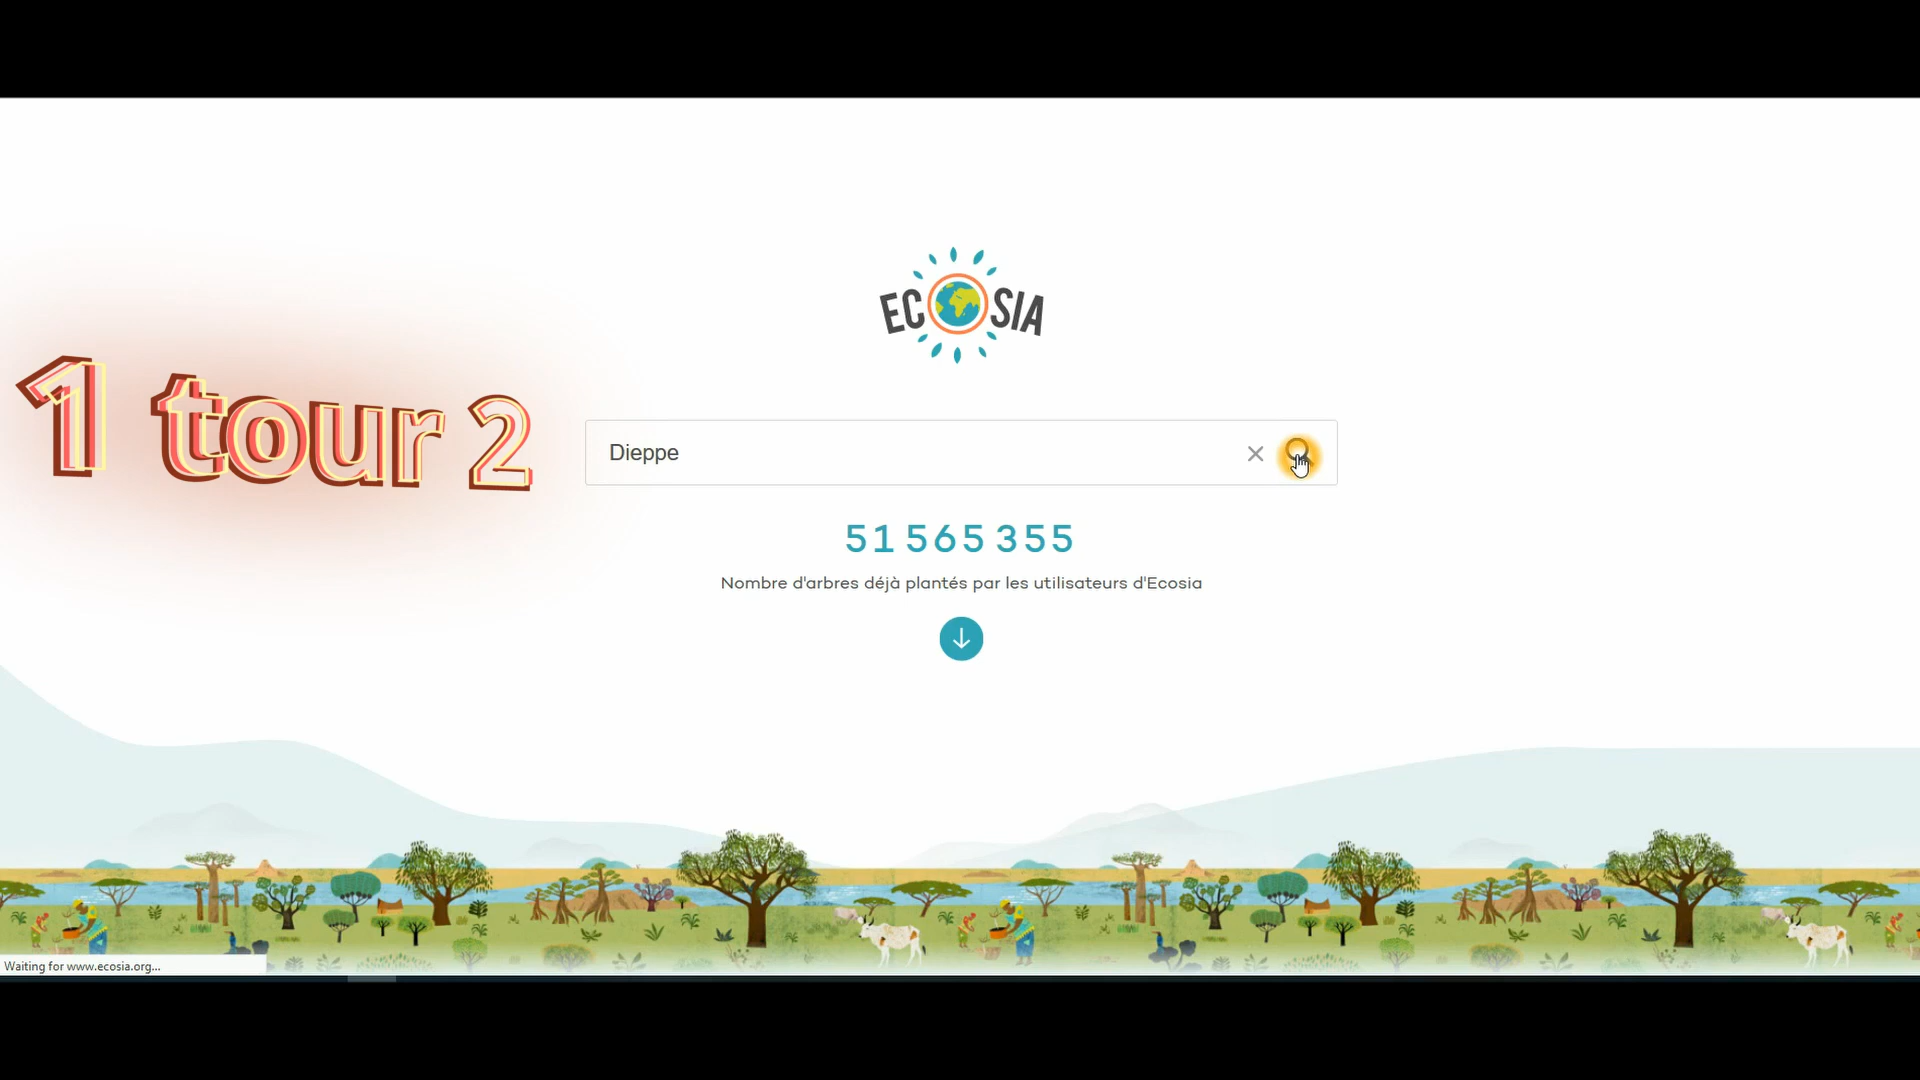 ECOSIA
1 tour 2
Dieppe
51 565 355
Nombre d'arbres déjà plantés par les utilisateurs d'Ecosia
Waiting for www.ecosia.org...